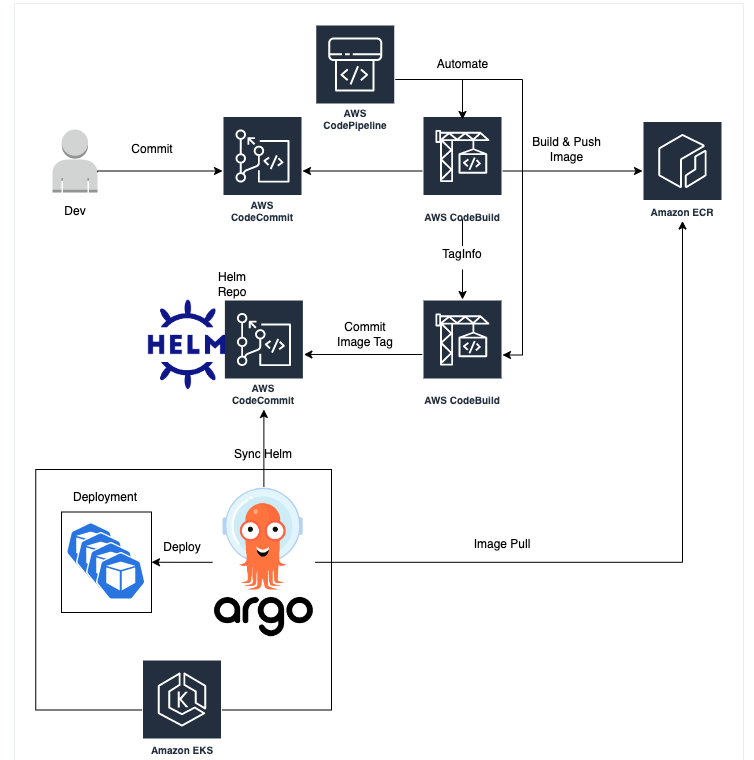 Automate
AWS
CodePipeline
Commit
Build & Push
Image
Dev
AWS
CodeCommit
AWS CodeBuild
Amazon ECR
TagInfo
Helm
Repo
HELM
Commit
Image Tag
AWS
CodeCommit
AWS CodeBuild
Sync Helm
Deployment
Deploy
Image Pull
argo
K
Amazon EKS